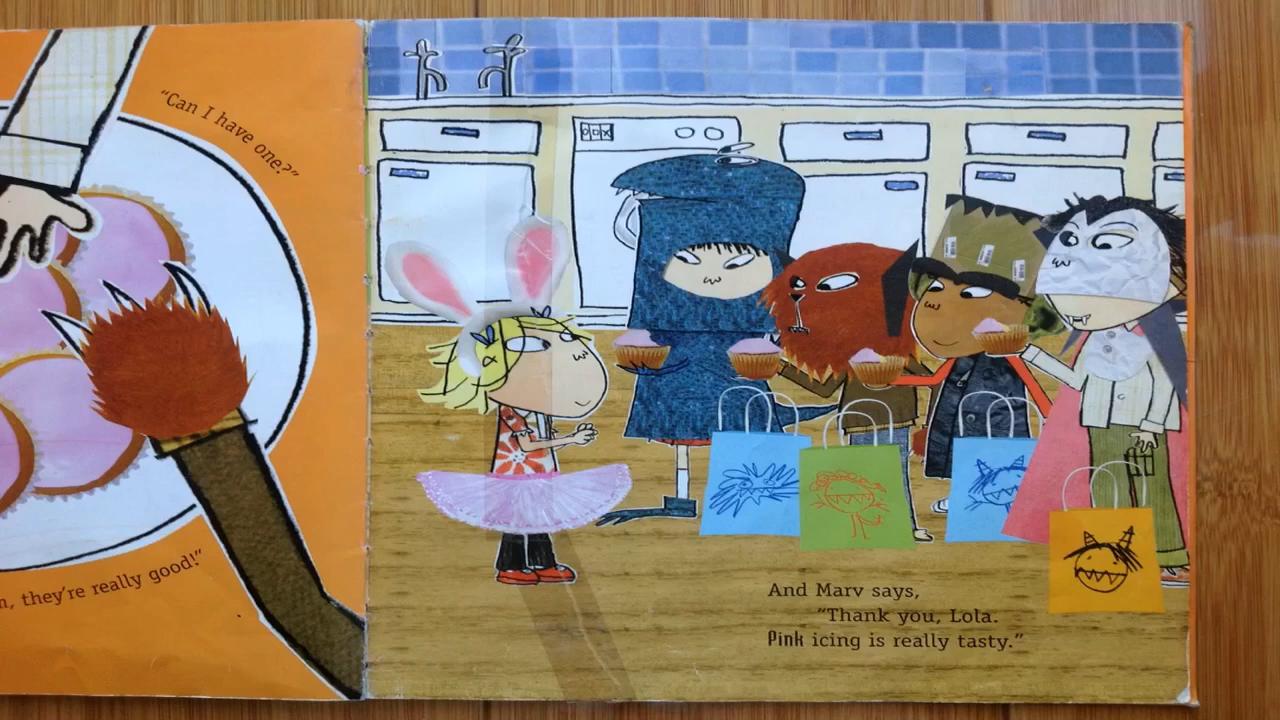 “Can I have one?”
they’re really good!”
And Marv says,
“Thank you, Lola.
Pink icing is really tasty.”